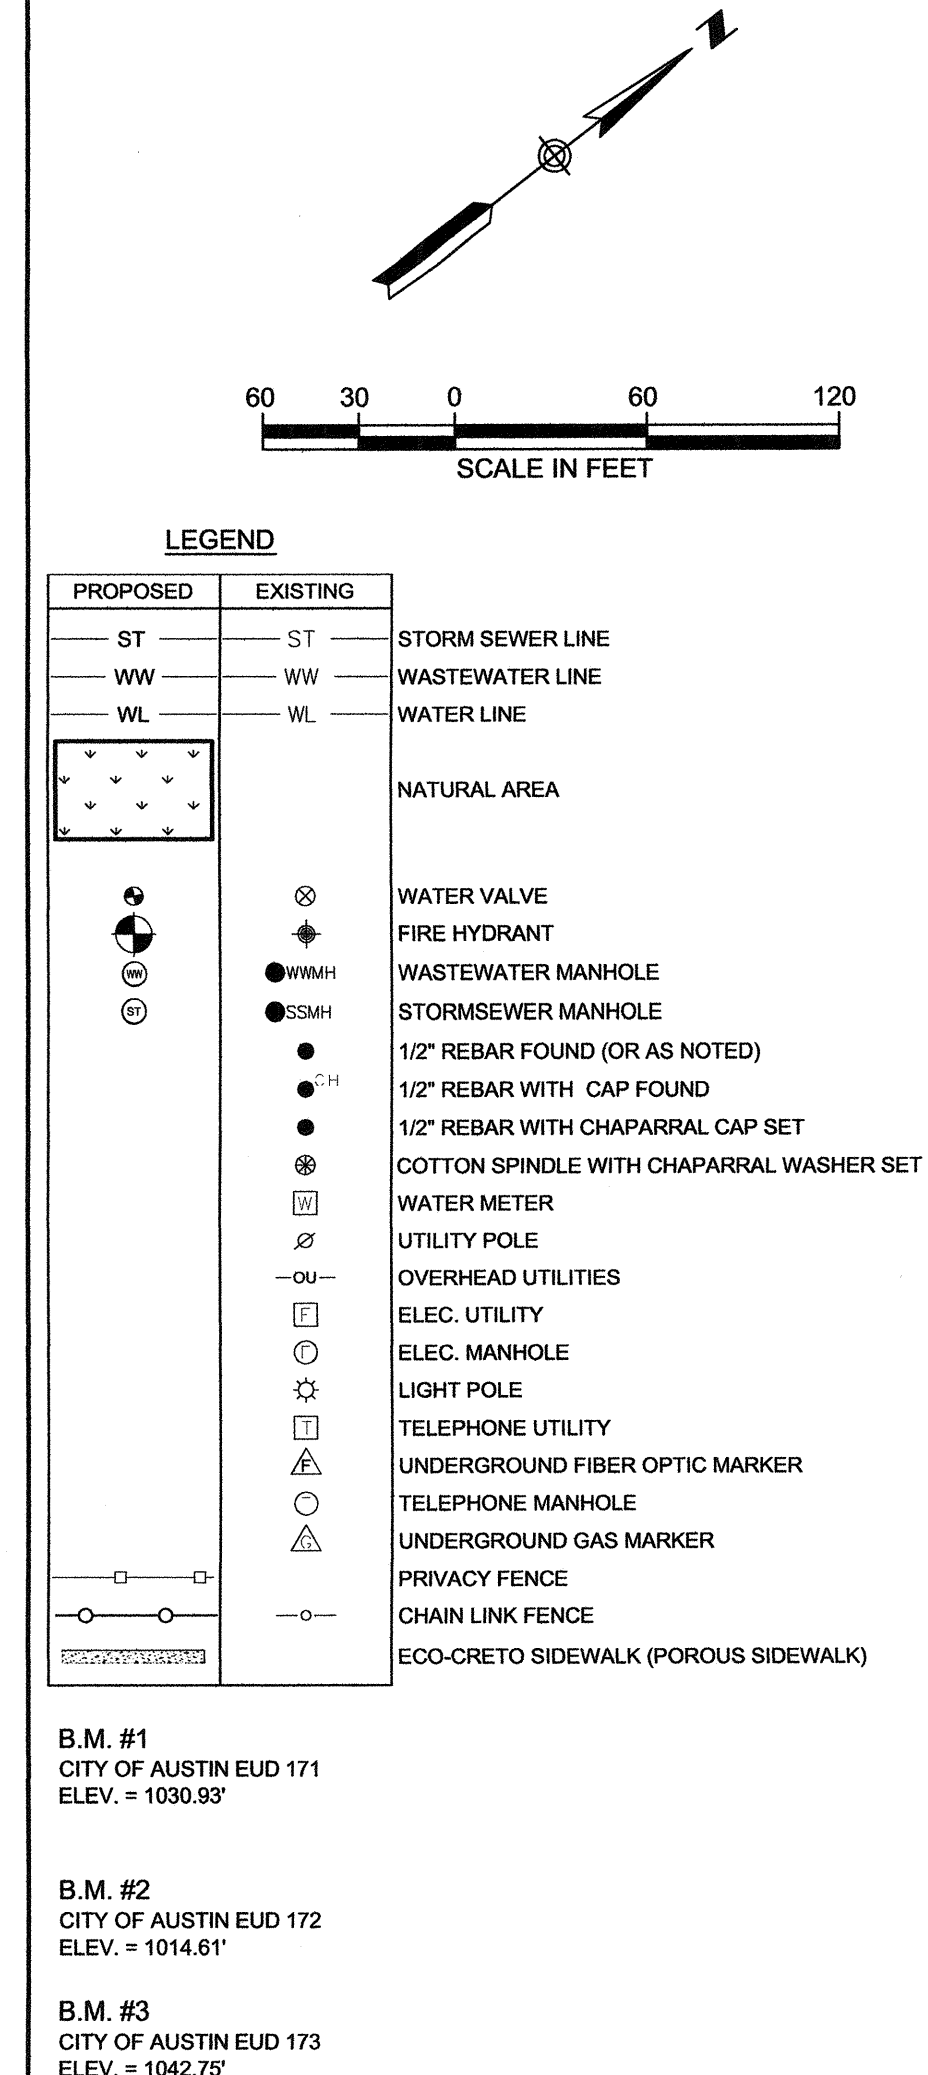 N
60 30 0 60 120
SCALE IN FEET
LEGEND
PROPOSED EXISTING
ST ST STORM SEWER LINE
WW WW WASTEWATER LINE
WL WL WATER LINE
NATURAL AREA
WATER VALVE
FIRE HYDRANT
WW WWMH WASTEWATER MANHOLE
ST SSMH STORMSEWER MANHOLE
1/2" REBAR FOUND (OR AS NOTED)
CH 1/2" REBAR WITH CAP FOUND
1/2" REBAR WITH CHAPARRAL CAP SET
COTTON SPINDLE WITH CHAPARRAL WASHER SET
W WATER METER
UTILITY POLE
OU OVERHEAD UTILITIES
ELEC. UTILITY
ELEC. MANHOLE
LIGHT POLE
T TELEPHONE UTILITY
F UNDERGROUND FIBER OPTIC MARKER
TELEPHONE MANHOLE
G UNDERGROUND GAS MARKER
PRIVACY FENCE
CHAIN LINK FENCE
ECO-CRETO SIDEWALK (POROUS SIDEWALK)
B.M. #1
CITY OF AUSTIN EUD 171
ELEV. = 1030.93'
B.M. #2
CITY OF AUSTIN EUD 172
ELEV. = 1014.61'
B.M. #3
CITY OF AUSTIN EUD 173
ELEV. = 1042.75'